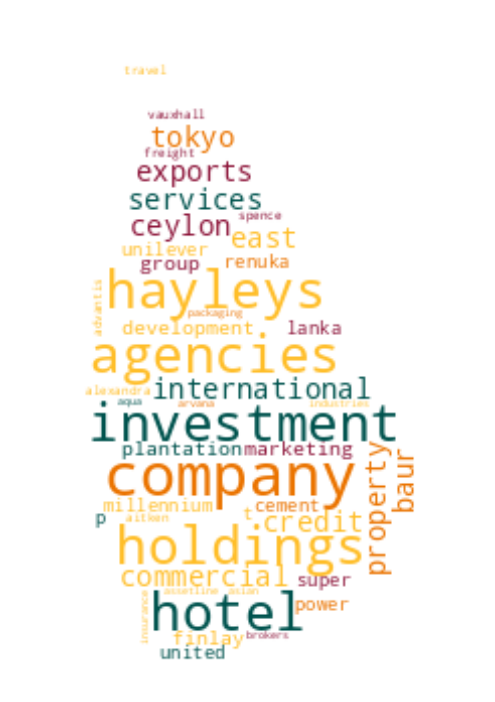 travel
vauxhall
tokyo
freight
exports
services
ceylon spence
unilever east
group renuka
advantis
hayleys
packaging
development. lanka
agencies
alexandra international
aqua arvana industries
investment
plantation marketing
company
property
baur
millennium cement
p aitken t credit
holdings
commercial super
insurance
assetline asian
hotel power
finlay brokers
united